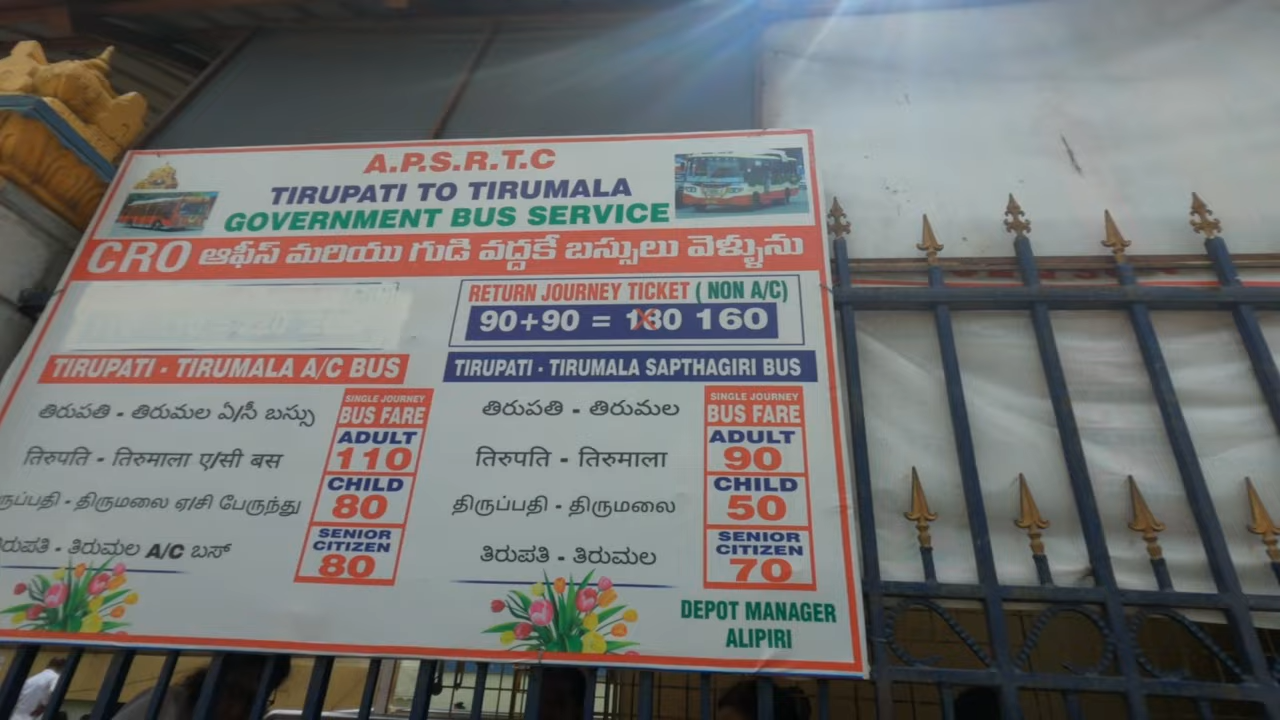 A.P.S.R.T.C
TIRUPATI TO TIRUMALA
GOVERNMENT BUS SERVICE
CRO ఆఫీస్ మరియు గుడి వద్దకే బస్సులు వెళ్ళును
RETURN JOURNEY TICKET ( NON A/C)
90+90 = 180 160
TIRUPATI - TIRUMALA A/C BUS
తిరుపతి - తిరుమల ఏ/సీ బస్సు
तिरुपति - तिरुमाला ए/सी बस
திருமலை ஏ/சி பேருந்து
ತಿರುಮಲ A/C ಬಸ್
SINGLE JOURNEY
BUS FARE
ADULT
110
CHILD
80
SENIOR
CITIZEN
80
TIRUPATI - TIRUMALA SAPTHAGIRI BUS
తిరుపతి - తిరుమల
तिरुपति - तिरुमाला
திருப்பதி - திருமலை
ತಿರುಪತಿ - ತಿರುಮಲ
SINGLE JOURNEY
BUS FARE
ADULT
90
CHILD
50
SENIOR
CITIZEN
70
DEPOT MANAGER
ALIPIRI